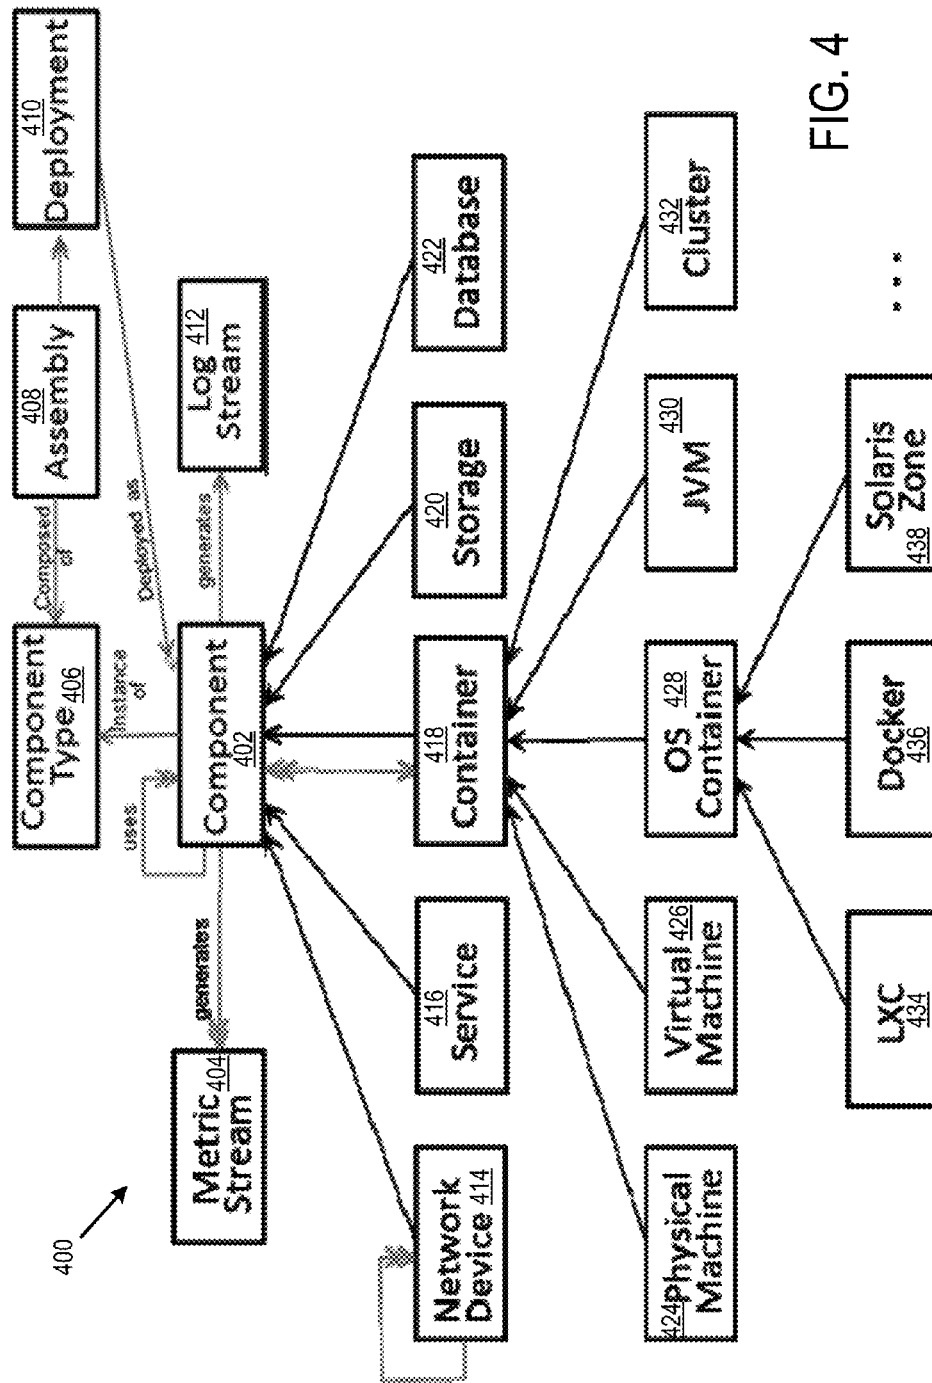 400
Component
Type 406
Composed
of
408
Assembly
410
Deployment
uses
Instance
of
Deployed as
Metric 404
Stream
generates
Component
402
generates
Log 412
Stream
Network
Device 414
416
Service
418
Container
420
Storage
422
Database
424 Physical
Machine
Virtual 426
Machine
OS 428
Container
430
JVM
432
Cluster
LXC
434
Docker
436
Solaris
Zone
438
...
FIG. 4